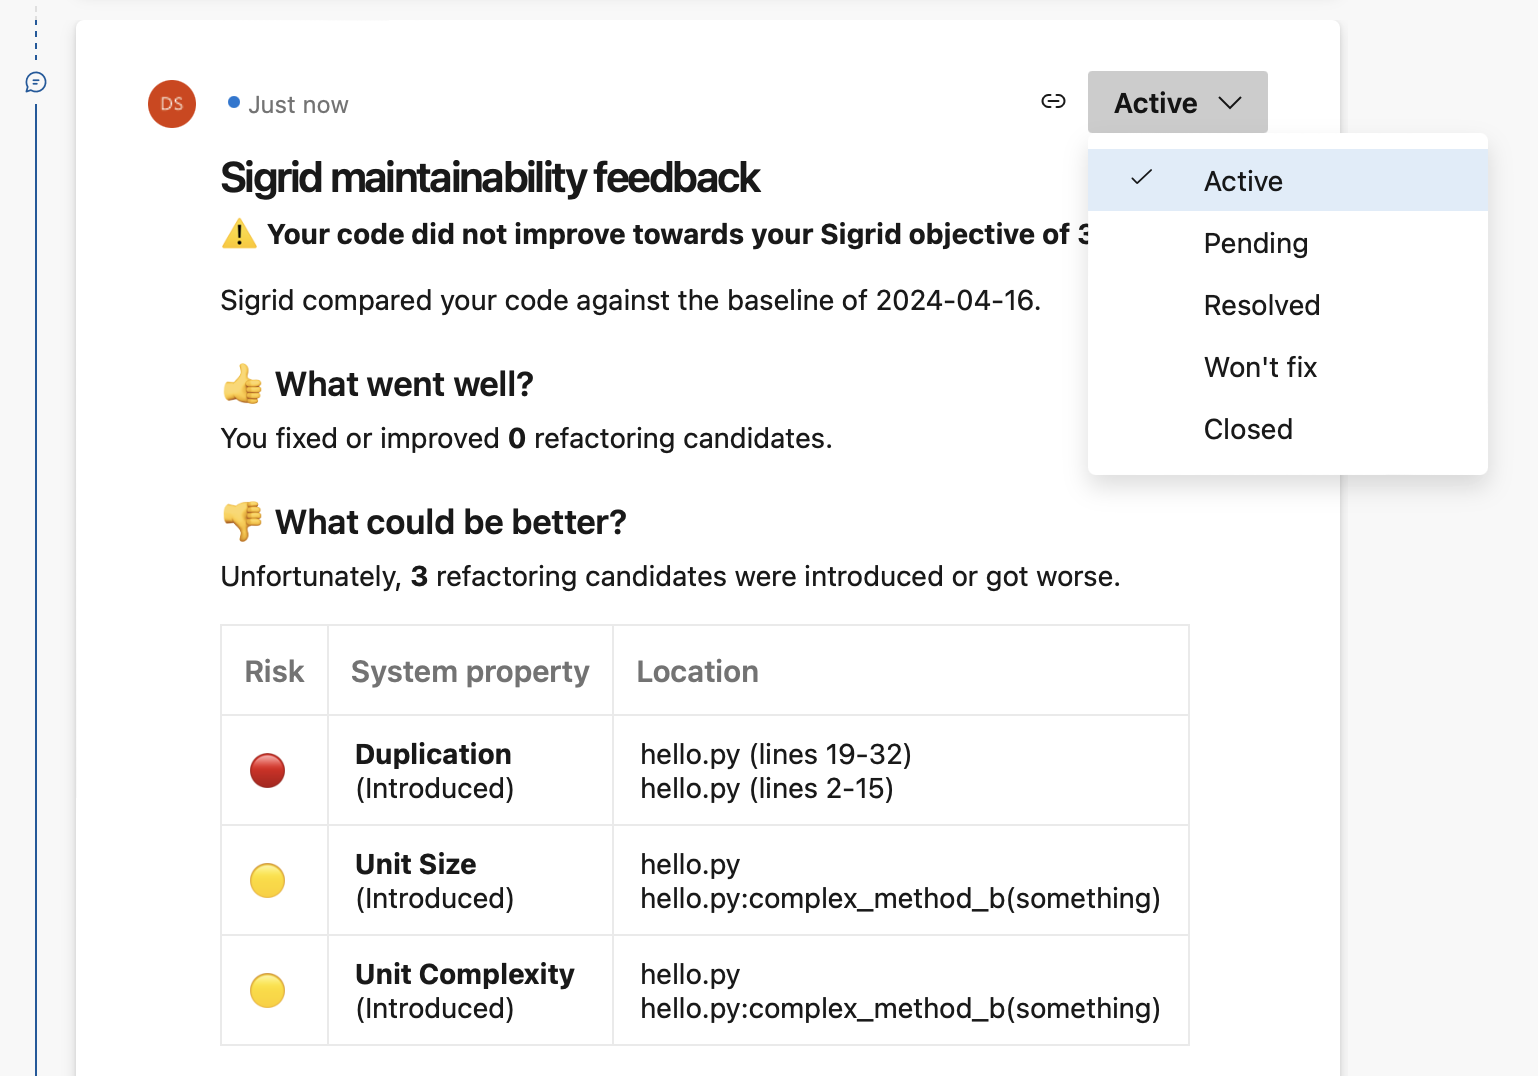 DS
Just now
Active
Sigrid maintainability feedback
Your code did not improve towards your Sigrid objective of
Sigrid compared your code against the baseline of 2024-04-16.
Active
Pending
Resolved
Won't fix
Closed
👍 What went well?
You fixed or improved 0 refactoring candidates.
👎 What could be better?
Unfortunately, 3 refactoring candidates were introduced or got worse.
Risk System property Location
Duplication
(Introduced)
hello.py (lines 19-32)
hello.py (lines 2-15)
Unit Size
(Introduced)
hello.py
hello.py:complex_method_b(something)
Unit Complexity
(Introduced)
hello.py
hello.py:complex_method_b(something)